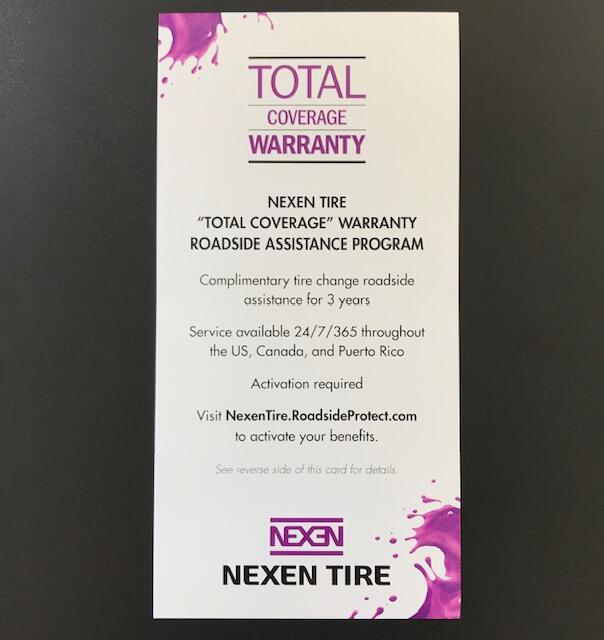 TOTAL
COVERAGE
WARRANTY
NEXEN TIRE
“TOTAL COVERAGE” WARRANTY
ROADSIDE ASSISTANCE PROGRAM
Complimentary tire change roadside
assistance for 3 years
Service available 24/7/365 throughout
the US, Canada, and Puerto Rico
Activation required
Visit NexenTire.RoadsideProtect.com
to activate your benefits.
See reverse side of this card for details.
NEXEN
NEXEN TIRE